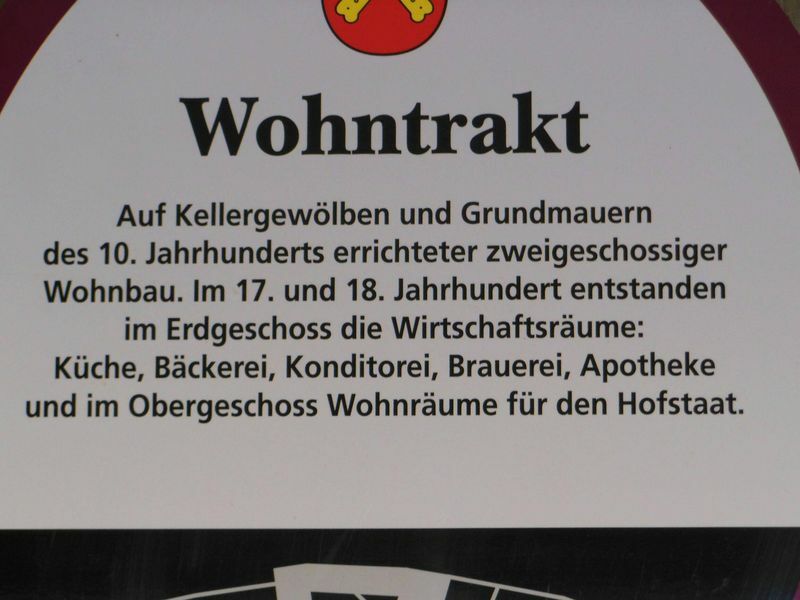 Wohntrakt
Auf Kellergewölben und Grundmauern
des 10. Jahrhunderts errichteter zweigeschossiger
Wohnbau. Im 17. und 18. Jahrhundert entstanden
im Erdgeschoss die Wirtschaftsräume:
Küche, Bäckerei, Konditorei, Brauerei, Apotheke
und im Obergeschoss Wohnräume für den Hofstaat.